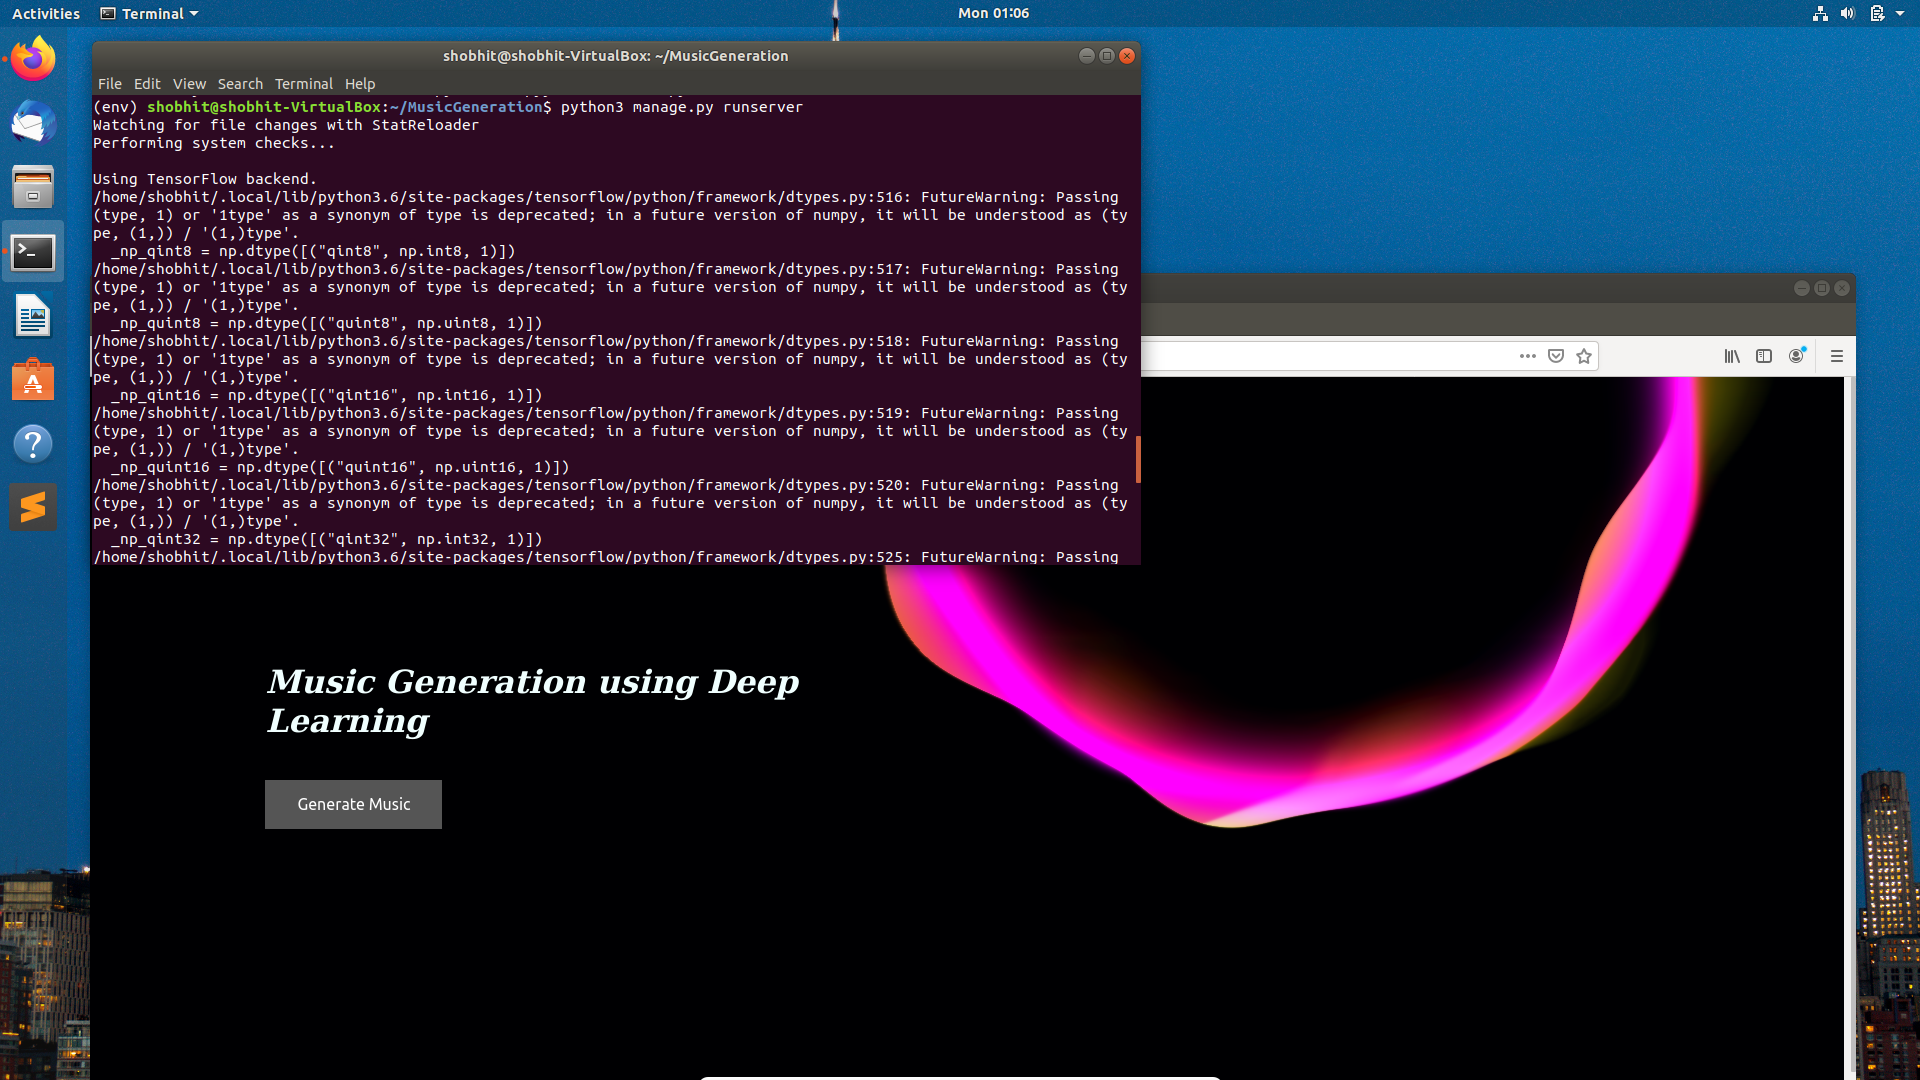 Activities
Terminal
Mon 01:06
shobhit@shobhit-VirtualBox: ~/MusicGeneration
File Edit View Search Terminal Help
(env) shobhit@shobhit-VirtualBox:~/MusicGeneration$ python3 manage.py runserver
Watching for file changes with StatReloader
Performing system checks...
Using TensorFlow backend.
/home/shobhit/.local/lib/python3.6/site-packages/tensorflow/python/framework/dtypes.py:516: FutureWarning: Passing
(type, 1) or '1type' as a synonym of type is deprecated; in a future version of numpy, it will be understood as (ty
pe, (1,)) / '(1,)type'.
  _np_qint8 = np.dtype([("qint8", np.int8, 1)])
/home/shobhit/.local/lib/python3.6/site-packages/tensorflow/python/framework/dtypes.py:517: FutureWarning: Passing
(type, 1) or '1type' as a synonym of type is deprecated; in a future version of numpy, it will be understood as (ty
pe, (1,)) / '(1,)type'.
  _np_quint8 = np.dtype([("quint8", np.uint8, 1)])
/home/shobhit/.local/lib/python3.6/site-packages/tensorflow/python/framework/dtypes.py:518: FutureWarning: Passing
(type, 1) or '1type' as a synonym of type is deprecated; in a future version of numpy, it will be understood as (ty
pe, (1,)) / '(1,)type'.
  _np_qint16 = np.dtype([("qint16", np.int16, 1)])
/home/shobhit/.local/lib/python3.6/site-packages/tensorflow/python/framework/dtypes.py:519: FutureWarning: Passing
(type, 1) or '1type' as a synonym of type is deprecated; in a future version of numpy, it will be understood as (ty
pe, (1,)) / '(1,)type'.
  _np_quint16 = np.dtype([("quint16", np.uint16, 1)])
/home/shobhit/.local/lib/python3.6/site-packages/tensorflow/python/framework/dtypes.py:520: FutureWarning: Passing
(type, 1) or '1type' as a synonym of type is deprecated; in a future version of numpy, it will be understood as (ty
pe, (1,)) / '(1,)type'.
  _np_qint32 = np.dtype([("qint32", np.int32, 1)])
/home/shobhit/.local/lib/python3.6/site-packages/tensorflow/python/framework/dtypes.py:525: FutureWarning: Passing
Music Generation using Deep
Learning
Generate Music